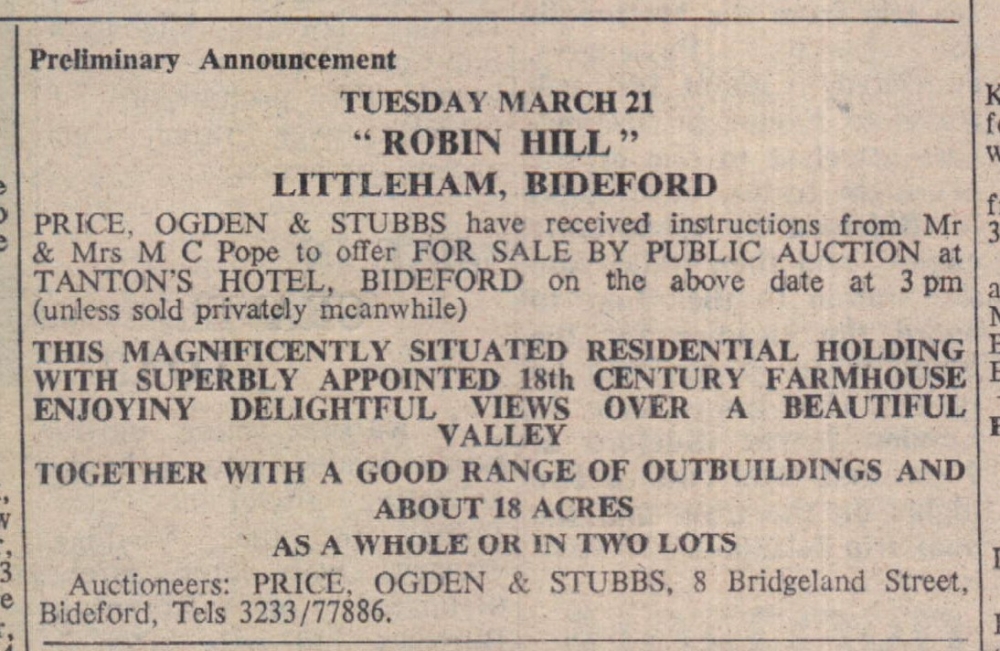 Preliminary Announcement
TUESDAY MARCH 21
“ ROBIN HILL ”
LITTLEHAM, BIDEFORD
PRICE, OGDEN & STUBBS have received instructions from Mr
& Mrs M C Pope to offer FOR SALE BY PUBLIC AUCTION at
TANTON'S HOTEL, BIDEFORD on the above date at 3 pm
(unless sold privately meanwhile)
THIS MAGNIFICENTLY SITUATED RESIDENTIAL HOLDING
WITH SUPERBLY APPOINTED 18th CENTURY FARMHOUSE
ENJOYINY DELIGHTFUL VIEWS OVER A BEAUTIFUL
VALLEY
TOGETHER WITH A GOOD RANGE OF OUTBUILDINGS AND
ABOUT 18 ACRES
AS A WHOLE OR IN TWO LOTS
Auctioneers: PRICE, OGDEN & STUBBS, 8 Bridgeland Street,
Bideford, Tels 3233/77886.